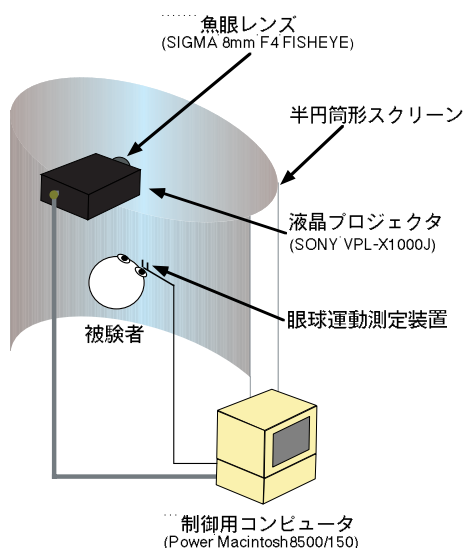 魚眼レンズ
(SIGMA 8mm F4 FISHEYE)
半円筒形スクリーン
液晶プロジェクタ
(SONY VPL-X1000J)
眼球運動測定装置
被験者
制御用コンピュータ
(Power Macintosh8500/150)